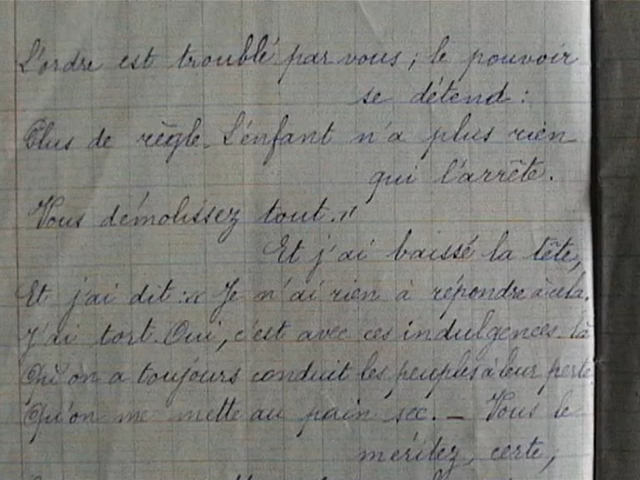 L'ordre est troublé par vous ; le pouvoir
se détend :
Plus de règle. L'enfant n'a plus rien
qui l'arrête.
Vous démolissez tout."
Et j'ai baissé la tête,
Et j'ai dit : « Je n'ai rien à répondre à cela.
J'ai tort. Oui, c'est avec ces indulgences là
Qu'on a toujours conduit les peuples à leur perte
Qu'on me mette au pain sec. — Vous le
méritez, certe,